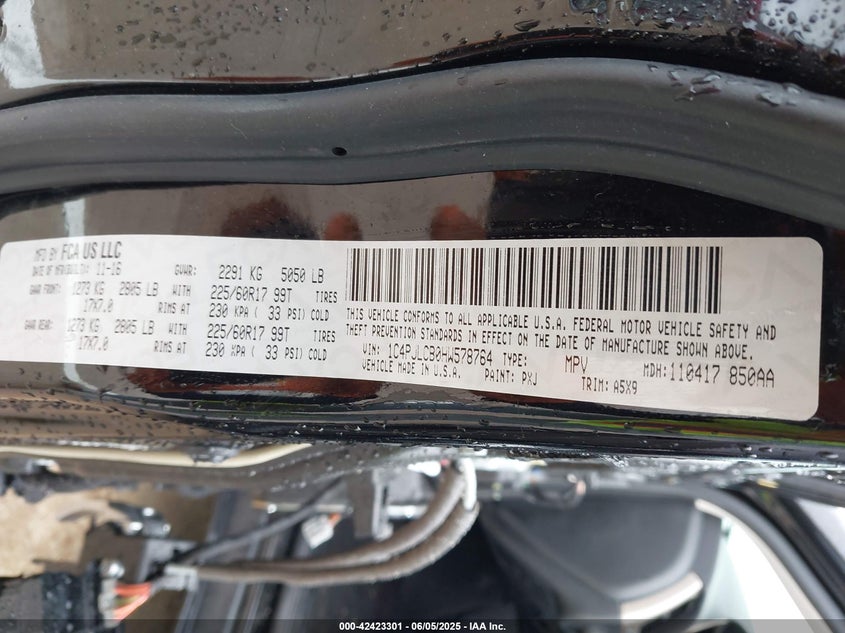 MFD BY FCA US LLC
DATE OF MFR(BUILD): 11-16 GVWR: 2291 KG 5050 LB
GAWR FRONT: 1273 KG 2805 LB WITH 225/60R17 99T TIRES
17X7.0 RIMS AT 230 KPA ( 33 PSI) COLD
GAWR REAR: 1273 KG 2805 LB WITH 225/60R17 99T TIRES
17X7.0 RIMS AT 230 KPA ( 33 PSI) COLD
THIS VEHICLE CONFORMS TO ALL APPLICABLE U.S.A. FEDERAL MOTOR VEHICLE SAFETY AND
THEFT PREVENTION STANDARDS IN EFFECT ON THE DATE OF MANUFACTURE SHOWN ABOVE.
VIN: 1C4PJLCB0HW578764 TYPE: MPV MDH: 110417 850AA
VEHICLE MADE IN U.S.A. PAINT: PXJ TRIM: A5X9
000-42423301 - 06/05/2025 - IAA Inc.